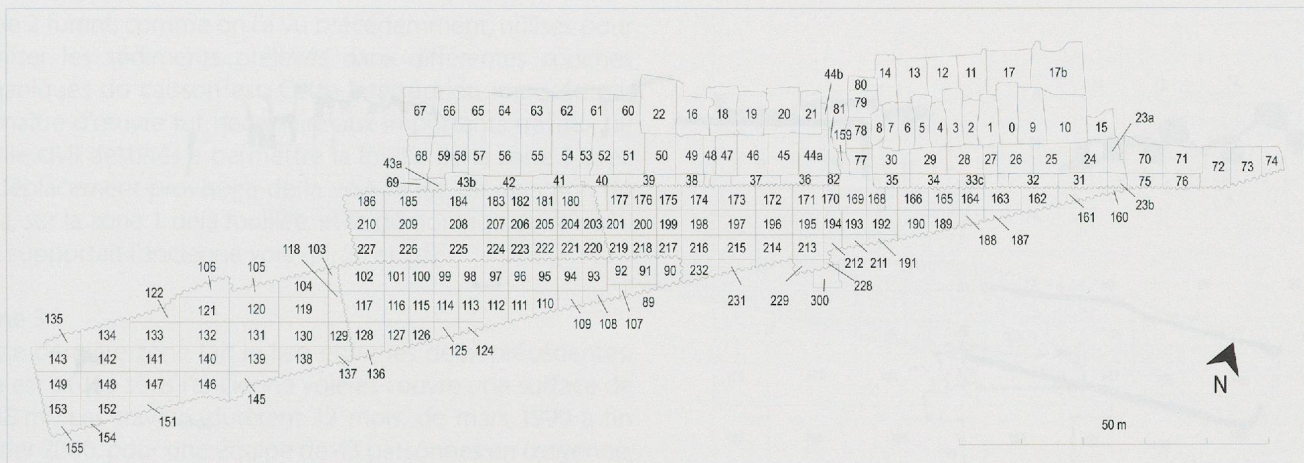 14 13 12 11 17 17b
44b
80
67 66 65 64 63 62 61 60 22 16 18 19 20 21 81 79
159 78 8 7 6 5 4 3 2 1 0 9 10 15 23a
68 59 58 57 56 55 54 53 52 51 50 49 48 47 46 45 44a 77 30 29 28 27 26 25 24 70 71 72 73 74
43a
69 43b 42 41 40 39 38 37 36 82 35 34 33c 32 31 75 76
23b
186 185 184 183 182 181 180 177 176 175 174 173 172 171 170 169 168 166 165 164 163 162 161 160
210 209 208 207 206 205 204 203 201 200 199 198 197 196 195 194 193 192 190 189 188 187
118 103 227 226 225 224 223 222 221 220 219 218 217 216 215 214 213 212 211 191
106 105 104 102 101 100 99 98 97 96 95 94 93 92 91 90 232 231 229 300 228
122 121 120 119 117 116 115 114 113 112 111 110 109 108 107 89
135 134 133 132 131 130 129 128 127 126 125 124
143 142 141 140 139 138 137 136
149 148 147 146 145
153 152 151
155 154
N
50 m